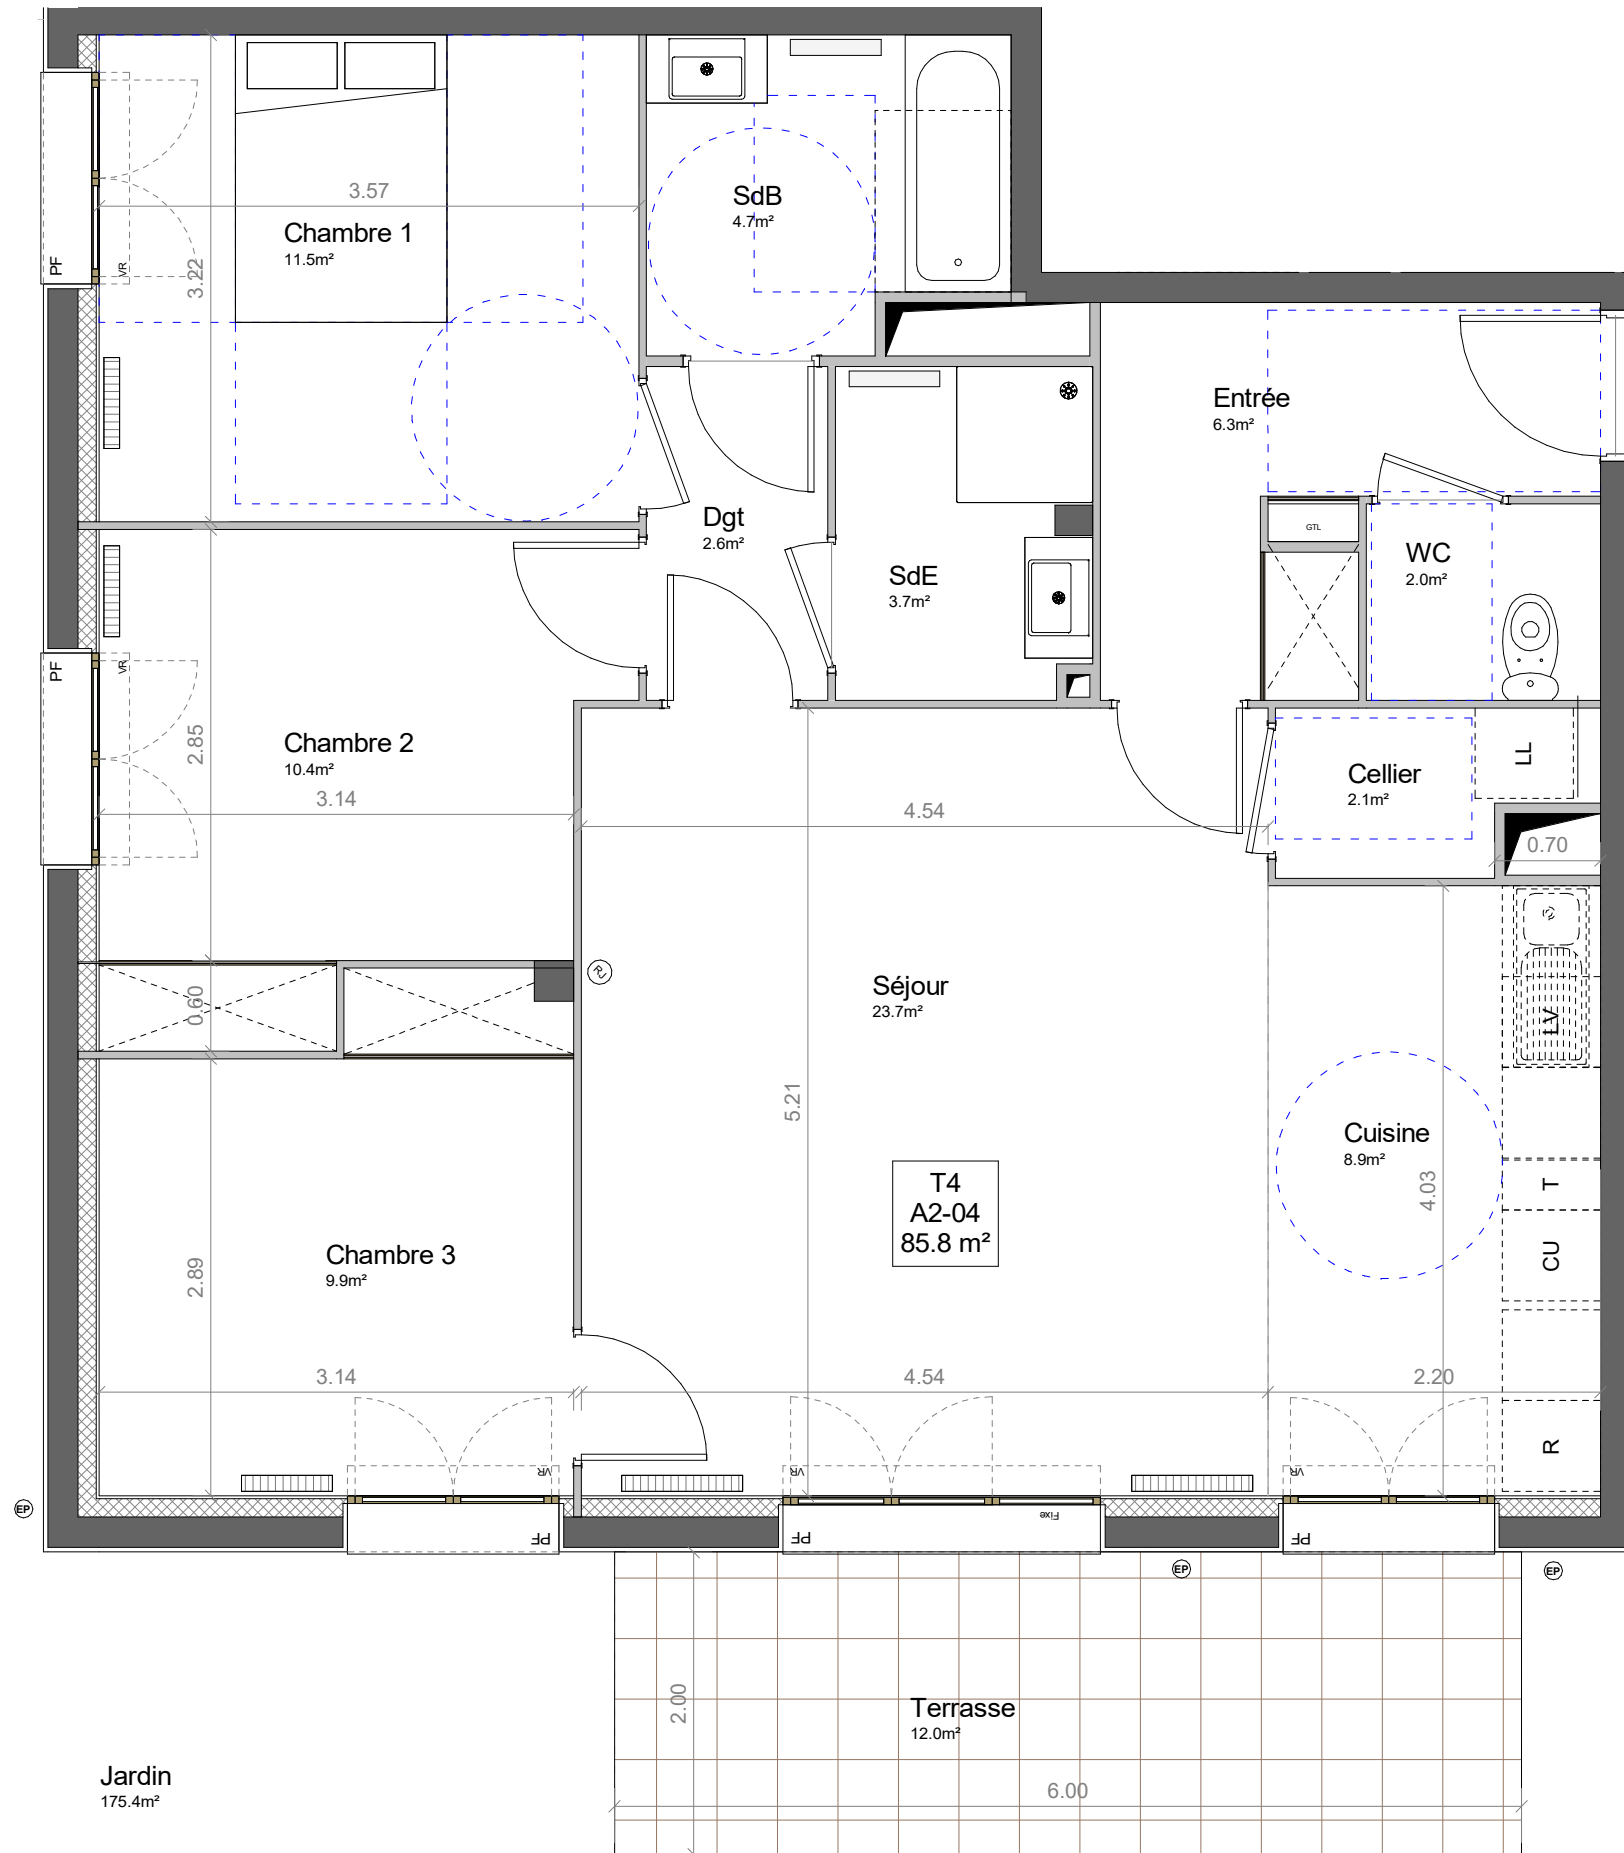 3.57
Chambre 1
11.5m²
3.22
PF
VR
SdB
4.7m²
Entrée
6.3m²
Dgt
2.6m²
SdE
3.7m²
GTL
WC
2.0m²
PF
VR
Chambre 2
10.4m²
2.85
3.14
4.54
Cellier
2.1m²
LL
0.70
0.60
RJ
Séjour
23.7m²
LV
5.21
Cuisine
8.9m²
4.03
T
CU
R
T4
A2-04
85.8 m²
Chambre 3
9.9m²
2.89
3.14
4.54
2.20
VR
VR
VR
PF
PF
Fixe
PF
EP
EP
EP
2.00
Terrasse
12.0m²
6.00
Jardin
175.4m²